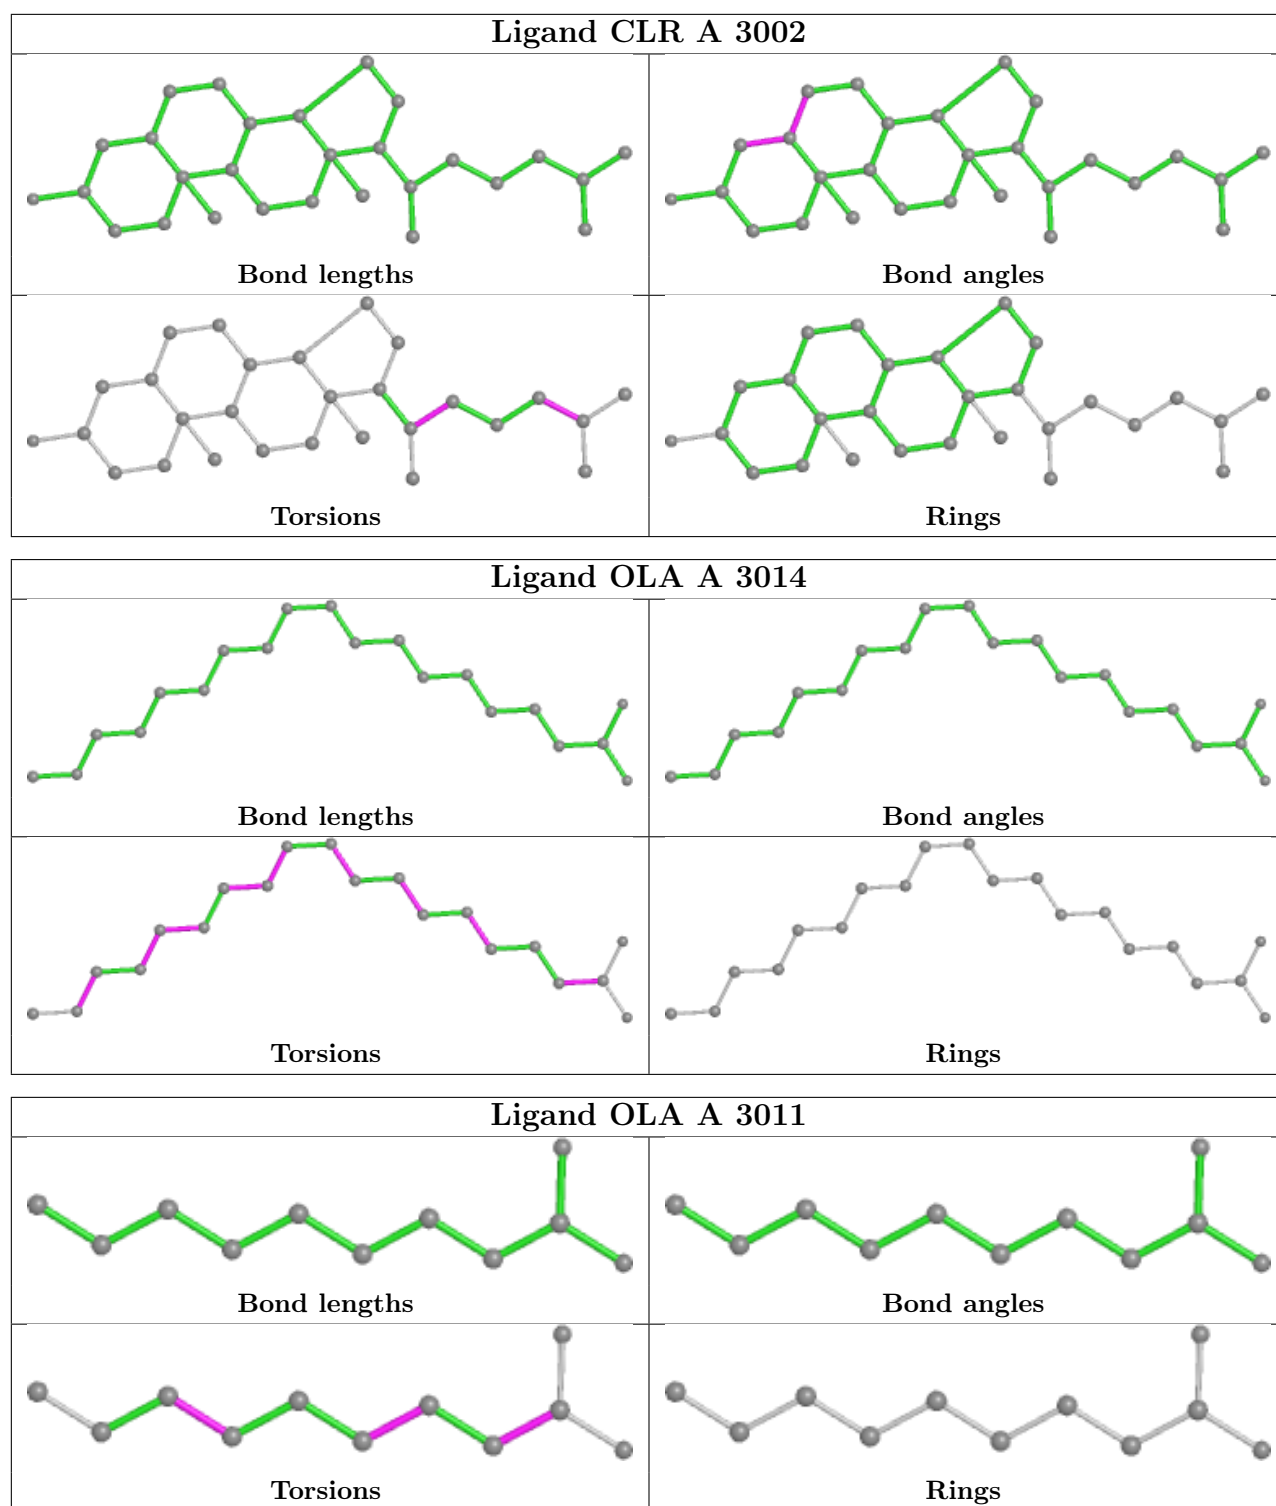 Ligand CLR A 3002
Bond lengths
Bond angles
Torsions
Rings
Ligand OLA A 3014
Bond lengths
Bond angles
Torsions
Rings
Ligand OLA A 3011
Bond lengths
Bond angles
Torsions
Rings